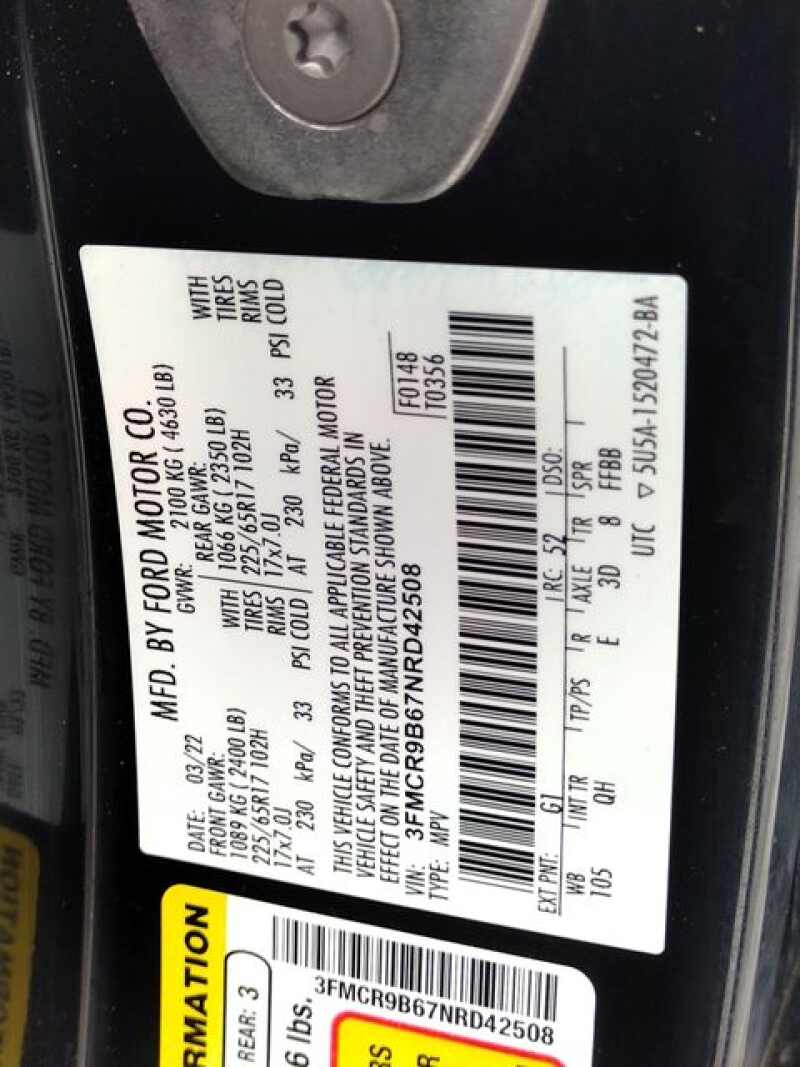 MFD. BY FORD MOTOR CO.
DATE: 03/22 GVWR: 2100 KG ( 4630 LB)
FRONT GAWR: REAR GAWR:
1089 KG ( 2400 LB) WITH 1066 KG ( 2350 LB) WITH
225/65R17 102H TIRES 225/65R17 102H TIRES
17x7.0J RIMS 17x7.0J RIMS
AT 230 kPa/ 33 PSI COLD AT 230 kPa/ 33 PSI COLD
THIS VEHICLE CONFORMS TO ALL APPLICABLE FEDERAL MOTOR
VEHICLE SAFETY AND THEFT PREVENTION STANDARDS IN
EFFECT ON THE DATE OF MANUFACTURE SHOWN ABOVE.
VIN: 3FMCR9B67NRD42508 F0148
TYPE: MPV T0356
EXT PNT: G1 RC: 52 DSO:
WB INT TR TP/PS R AXLE TR SPR
105 QH E 3D 8 FFBB
UTC ▽ 5U5A-1520472-BA
RMATION
REAR: 3
6 lbs.
3FMCR9B67NRD42508